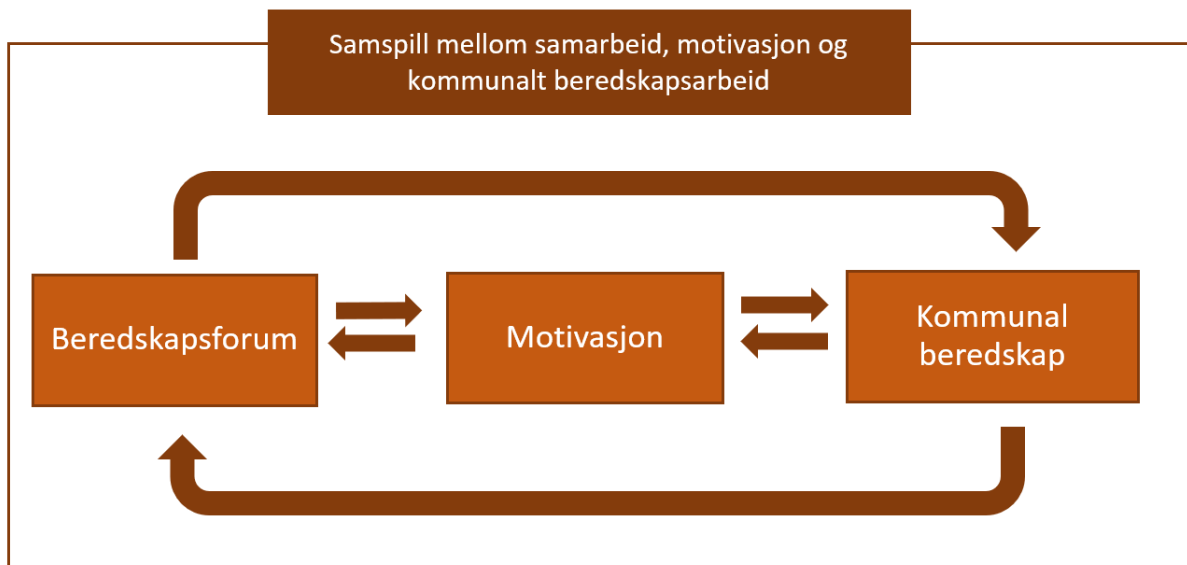 Samspill mellom samarbeid, motivasjon og
kommunalt beredskapsarbeid
Beredskapsforum
Motivasjon
Kommunal
beredskap